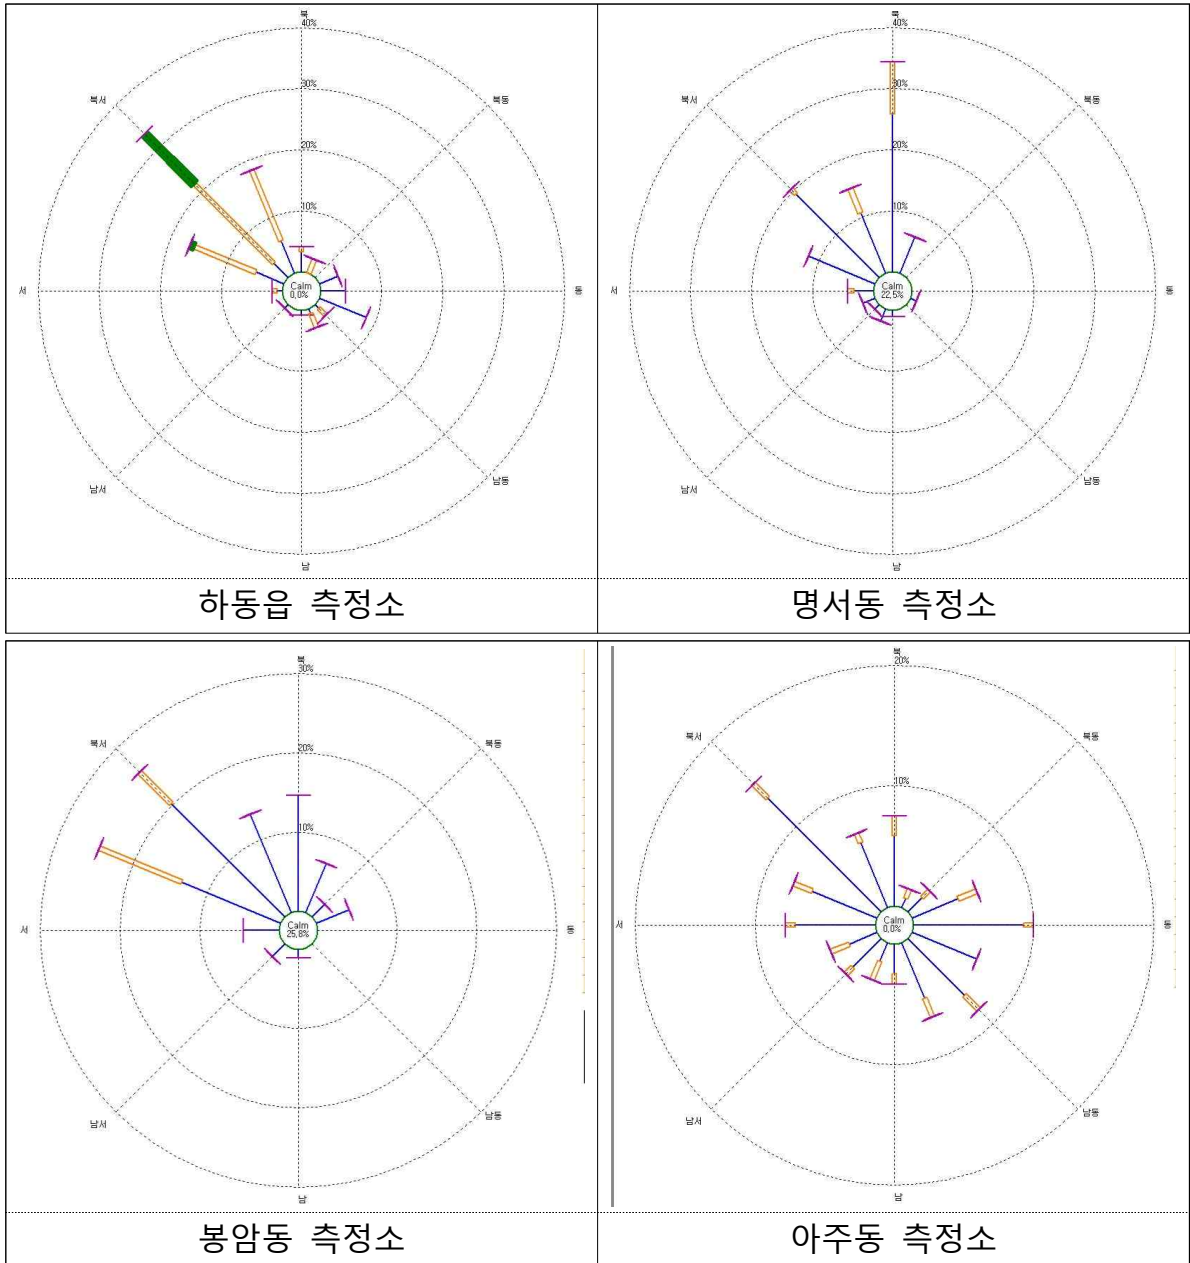 북
40%
30%
20%
10%
북서
북동
서
Calm
0,0%
동
남서
남동
남
하동읍 측정소
북
40%
30%
20%
10%
북서
북동
서
Calm
22,5%
동
남서
남동
남
명서동 측정소
북
30%
20%
10%
북서
북동
서
Calm
25,8%
동
남서
남동
남
봉암동 측정소
북
20%
10%
북서
북동
서
Calm
0,0%
동
남서
남동
남
아주동 측정소